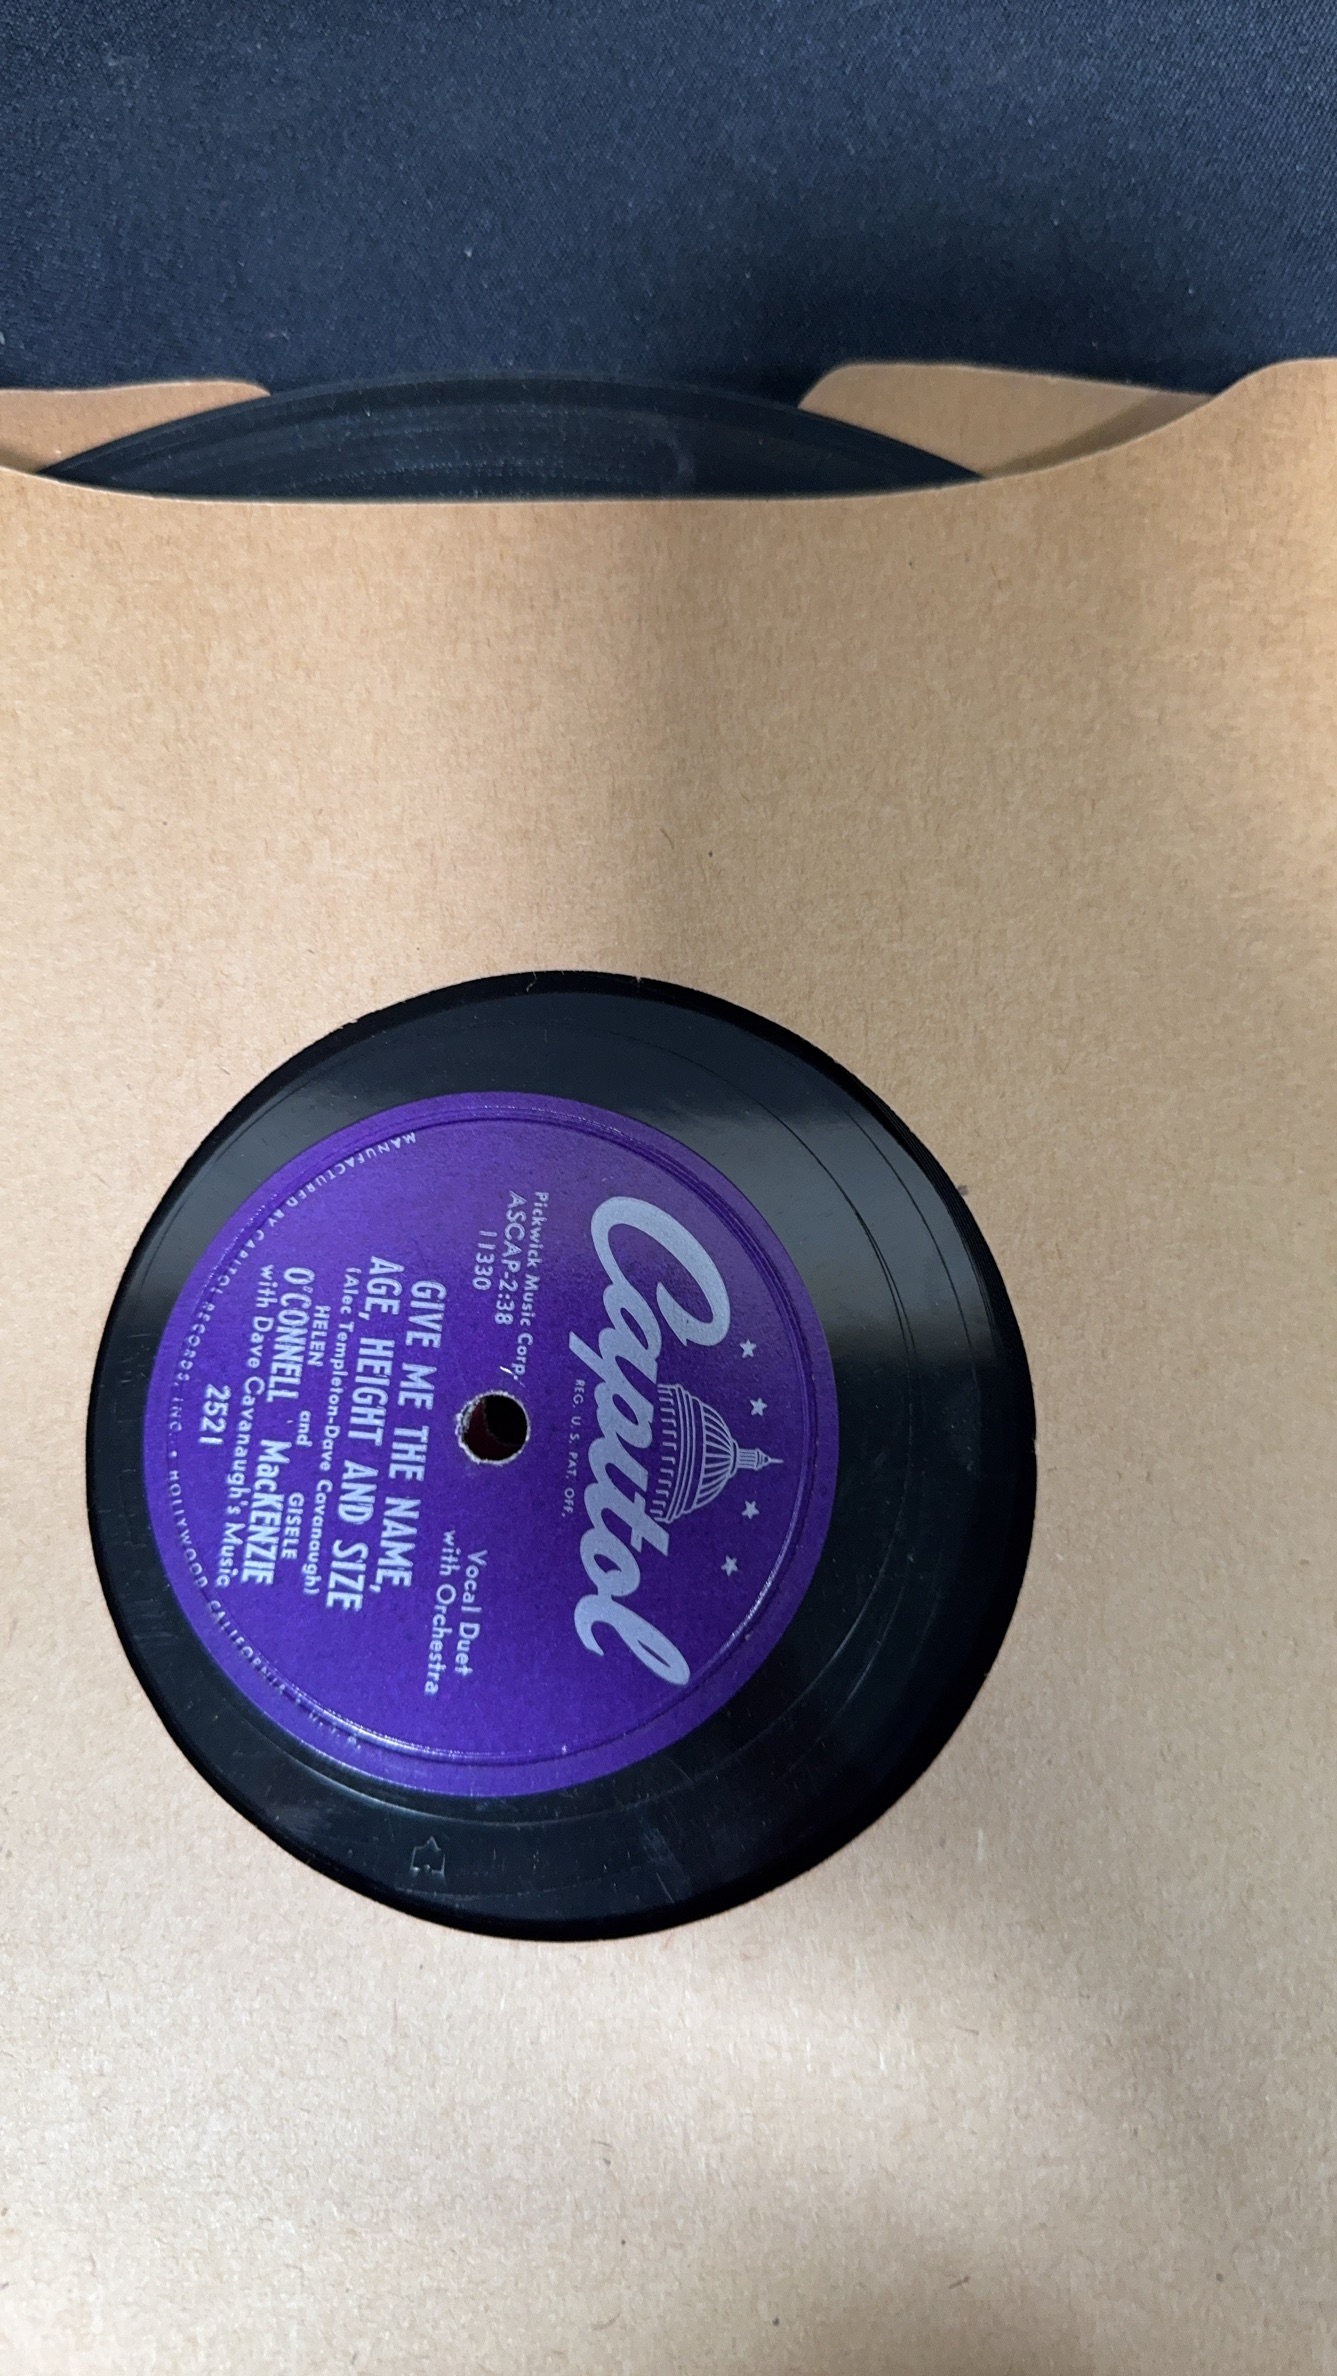 Capitol
REG. U. S. PAT. OFF.
Pickwick Music Corp.
ASCAP-2:38
11330
Vocal Duet
with Orchestra
GIVE ME THE NAME,
AGE, HEIGHT AND SIZE
(Alec Templeton-Dave Cavanaugh)
HELEN and GISELE
O'CONNELL MacKENZIE
with Dave Cavanaugh's Music
2521
MANUFACTURED BY CAPITOL RECORDS, INC. • HOLLYWOOD, CALIFORNIA, U. S. A.